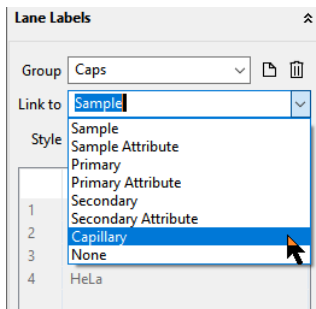 Lane Labels
Group Caps
Link to Sample
Style
Sample
Sample Attribute
Primary
Primary Attribute
Secondary
Secondary Attribute
Capillary
None
1
2
3
4 HeLa